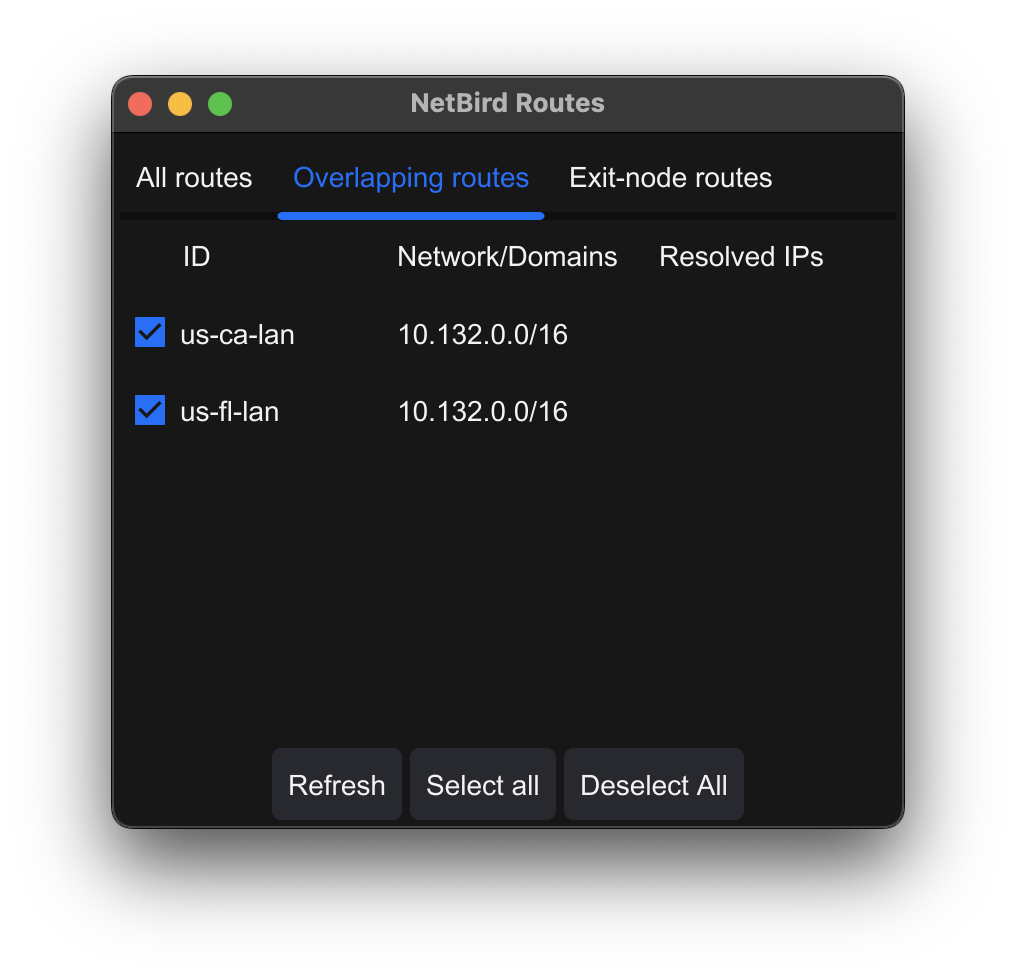 NetBird Routes
All routes Overlapping routes Exit-node routes
ID Network/Domains Resolved IPs
us-ca-lan 10.132.0.0/16
us-fl-lan 10.132.0.0/16
Refresh Select all Deselect All